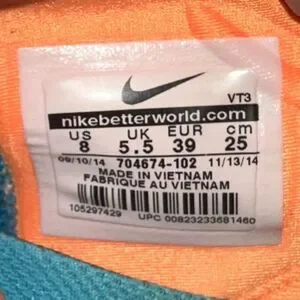 VT3
nikebetterworld.com
US UK EUR cm
8 5.5 39 25
09/10/14 704674-102 11/13/14
MADE IN VIETNAM
FABRIQUE AU VIETNAM
105297429
UPC 00823233681460